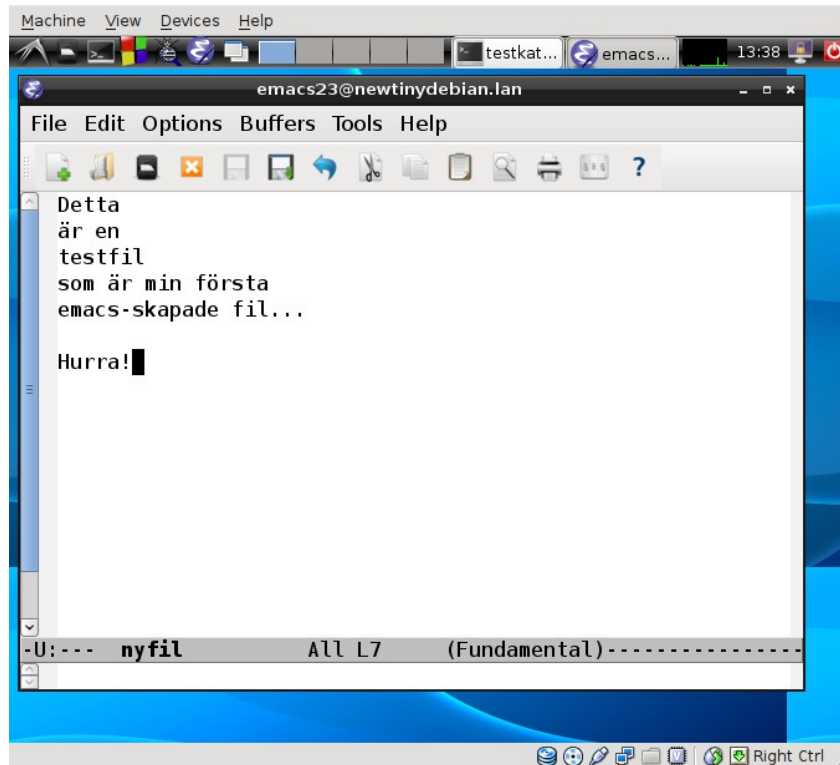 Machine View Devices Help
testkat... emacs... 13:38
emacs23@newtinydebian.lan
File Edit Options Buffers Tools Help
Detta
är en
testfil
som är min första
emacs-skapade fil...
Hurra!
-U:--- nyfil All L7 (Fundamental)----------------
Right Ctrl